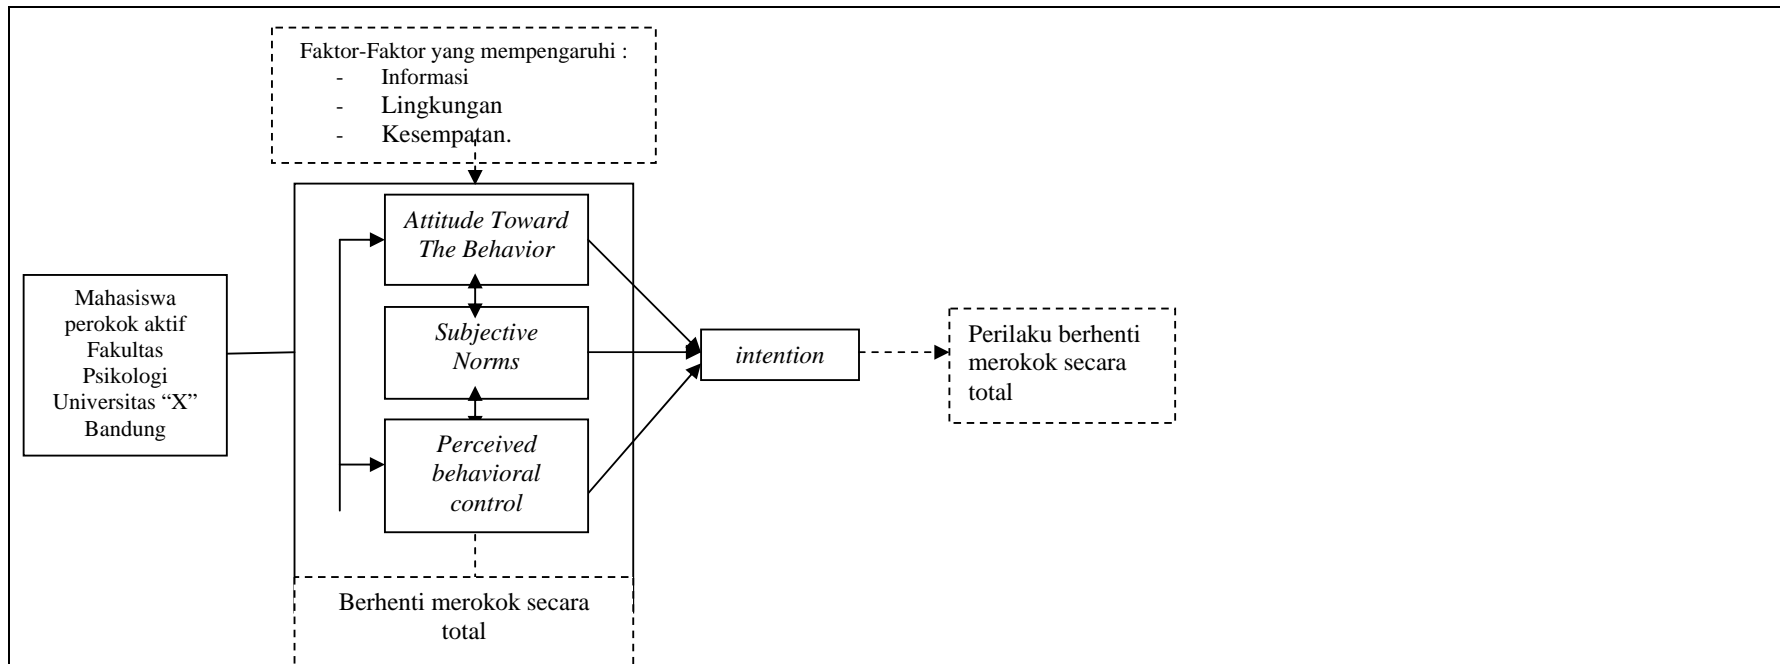 Faktor-Faktor yang mempengaruhi :
- Informasi
- Lingkungan
- Kesempatan.
Attitude Toward
The Behavior
Mahasiswa
perokok aktif
Fakultas
Psikologi
Universitas “X”
Bandung
Subjective
Norms
intention
Perilaku berhenti
merokok secara
total
Perceived
behavioral
control
Berhenti merokok secara
total